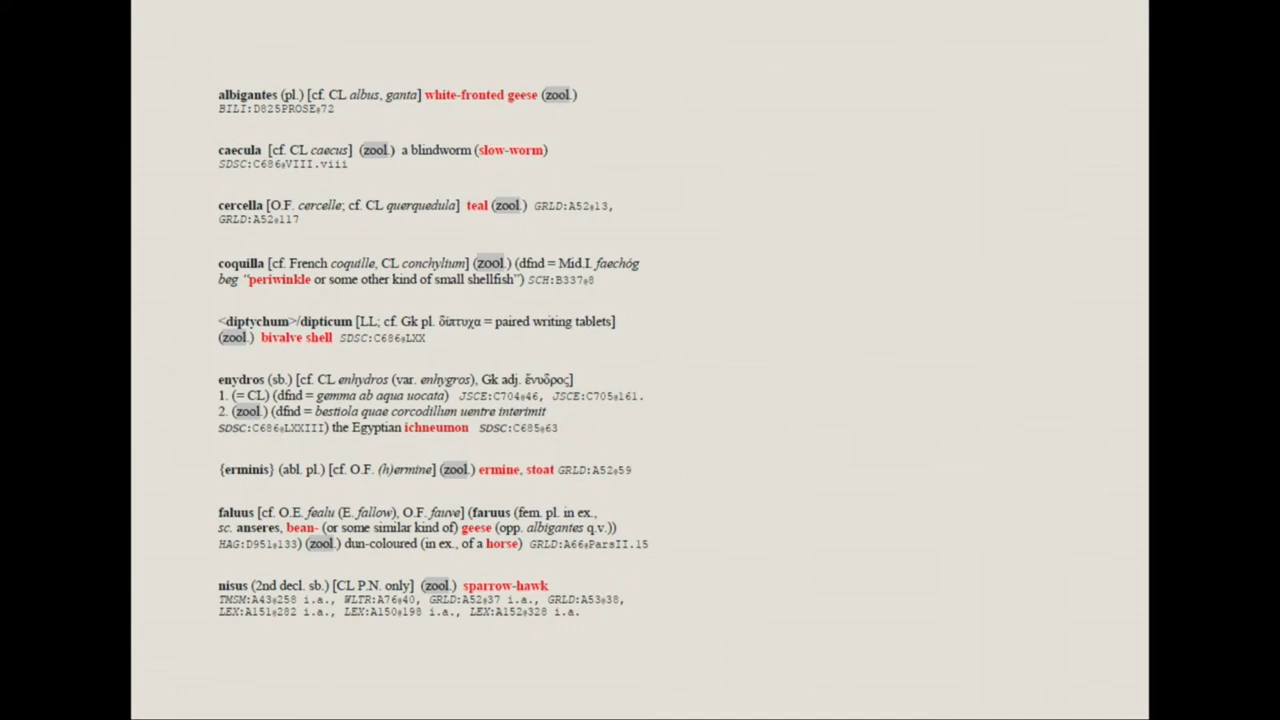 albigantes (pl.) [cf. CL albus, ganta] white-fronted geese (zool.)
BILI:D825PROSE#72
caecula [cf. CL caecus] (zool.) a blindworm (slow-worm)
SDSC:C686#VIII.viii
cercella [O.F. cercelle; cf. CL querquedula] teal (zool.) GRLD:A52#13,
GRLD:A52#117
coquilla [cf. French coquille, CL conchylium] (zool.) (dfnd = Mid.I. faechóg
beg “periwinkle or some other kind of small shellfish”) SCH:B337#8
<diptychum>/dipticum [LL; cf. Gk pl. δίπτυχα = paired writing tablets]
(zool.) bivalve shell SDSC:C686#LXX
enydros (sb.) [cf. CL enhydros (var. enhygros), Gk adj. ἔνυδρος]
1. (= CL) (dfnd = gemma ab aqua uocata) JSCE:C704#46, JSCE:C705#161.
2. (zool.) (dfnd = bestiola quae corcodillum uentre interimit
SDSC:C686#LXXIII) the Egyptian ichneumon SDSC:C685#63
{erminis} (abl. pl.) [cf. O.F. (h)ermine] (zool.) ermine, stoat GRLD:A52#59
faluus [cf. O.E. fealu (E. fallow), O.F. fauve] (faruus (fem. pl. in ex.,
sc. anseres, bean- (or some similar kind of) geese (opp. albigantes q.v.))
HAG:D951#133) (zool.) dun-coloured (in ex., of a horse) GRLD:A66#ParsII.15
nisus (2nd decl. sb.) [CL P.N. only] (zool.) sparrow-hawk
TMSM:A43#258 i.a., WLTR:A76#40, GRLD:A52#37 i.a., GRLD:A53#38,
LEX:A151#282 i.a., LEX:A150#198 i.a., LEX:A152#328 i.a.